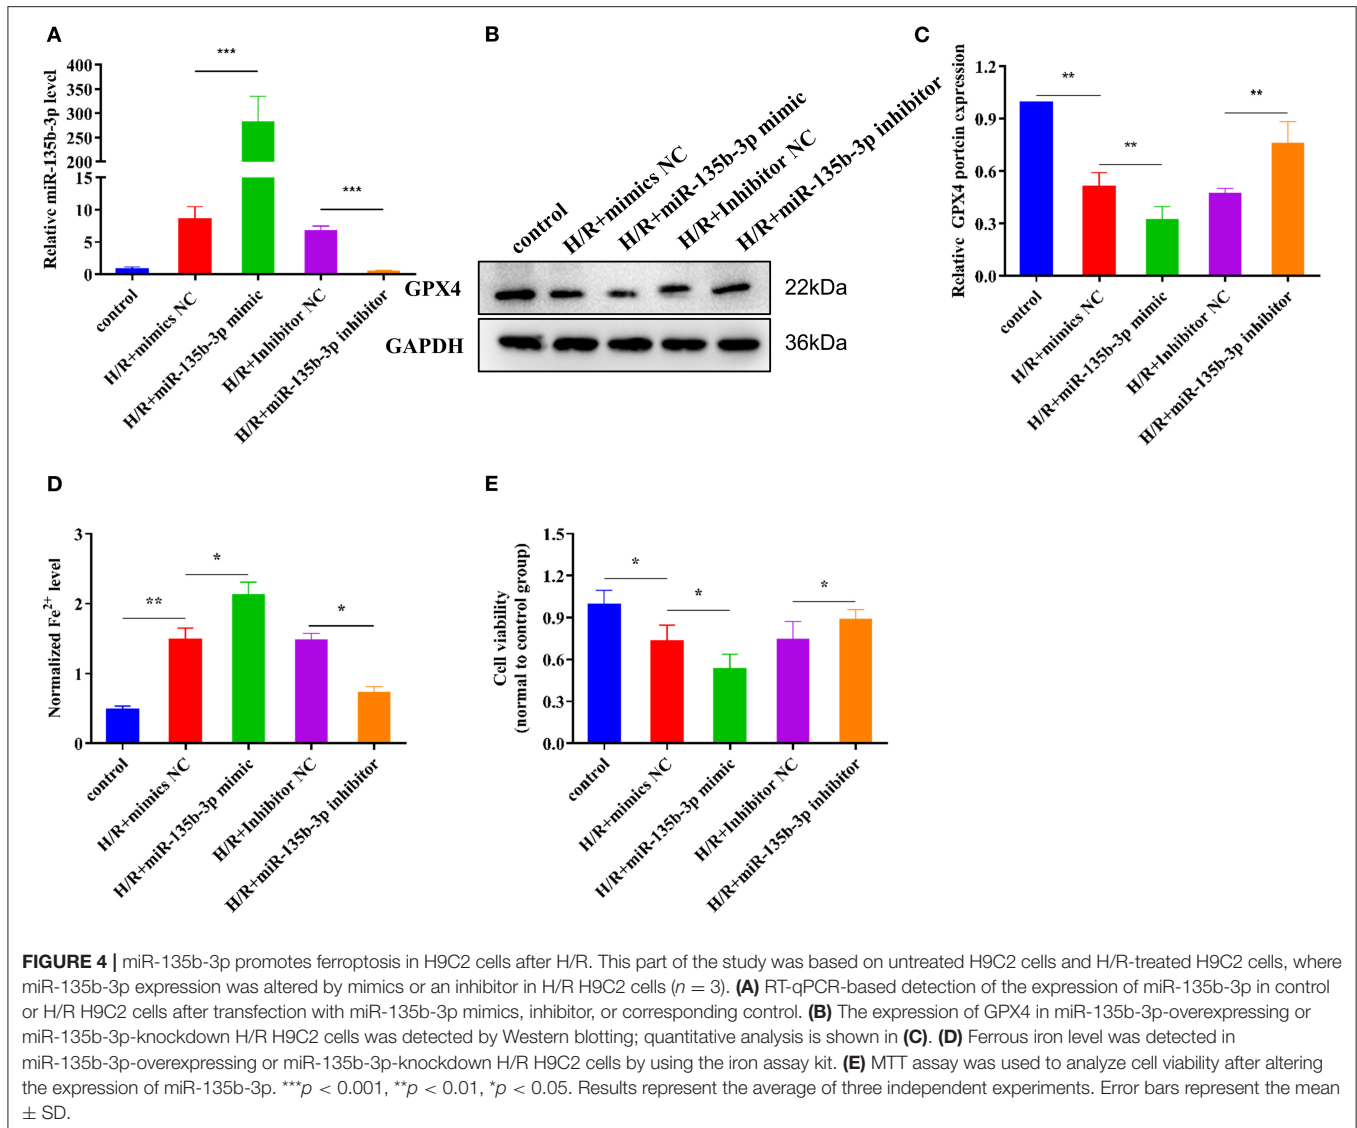 A
***
Relative miR-135b-3p level
400
350
300
250
200
15
10
5
0
control
H/R+mimics NC
H/R+miR-135b-3p mimic
H/R+Inhibitor NC
H/R+miR-135b-3p inhibitor
***
B
control
H/R+mimics NC
H/R+miR-135b-3p mimic
H/R+Inhibitor NC
H/R+miR-135b-3p inhibitor
GPX4
22kDa
GAPDH
36kDa
C
Relative GPX4 portcin expression
1.2
0.9
0.6
0.3
0.0
**
**
**
control
H/R+mimics NC
H/R+miR-135b-3p mimic
H/R+Inhibitor NC
H/R+miR-135b-3p inhibitor
D
Normalized Fe2+ level
3
2
1
0
**
*
*
control
H/R+mimics NC
H/R+miR-135b-3p mimic
H/R+Inhibitor NC
H/R+miR-135b-3p inhibitor
E
Cell viability
(normal to control group)
1.5
1.2
0.9
0.6
0.3
0.0
*
*
*
control
H/R+mimics NC
H/R+miR-135b-3p mimic
H/R+Inhibitor NC
H/R+miR-135b-3p inhibitor
FIGURE 4 | miR-135b-3p promotes ferroptosis in H9C2 cells after H/R. This part of the study was based on untreated H9C2 cells and H/R-treated H9C2 cells, where
miR-135b-3p expression was altered by mimics or an inhibitor in H/R H9C2 cells (n = 3). (A) RT-qPCR-based detection of the expression of miR-135b-3p in control
or H/R H9C2 cells after transfection with miR-135b-3p mimics, inhibitor, or corresponding control. (B) The expression of GPX4 in miR-135b-3p-overexpressing or
miR-135b-3p-knockdown H/R H9C2 cells was detected by Western blotting; quantitative analysis is shown in (C). (D) Ferrous iron level was detected in
miR-135b-3p-overexpressing or miR-135b-3p-knockdown H/R H9C2 cells by using the iron assay kit. (E) MTT assay was used to analyze cell viability after altering
the expression of miR-135b-3p. ***p < 0.001, **p < 0.01, *p < 0.05. Results represent the average of three independent experiments. Error bars represent the mean
± SD.